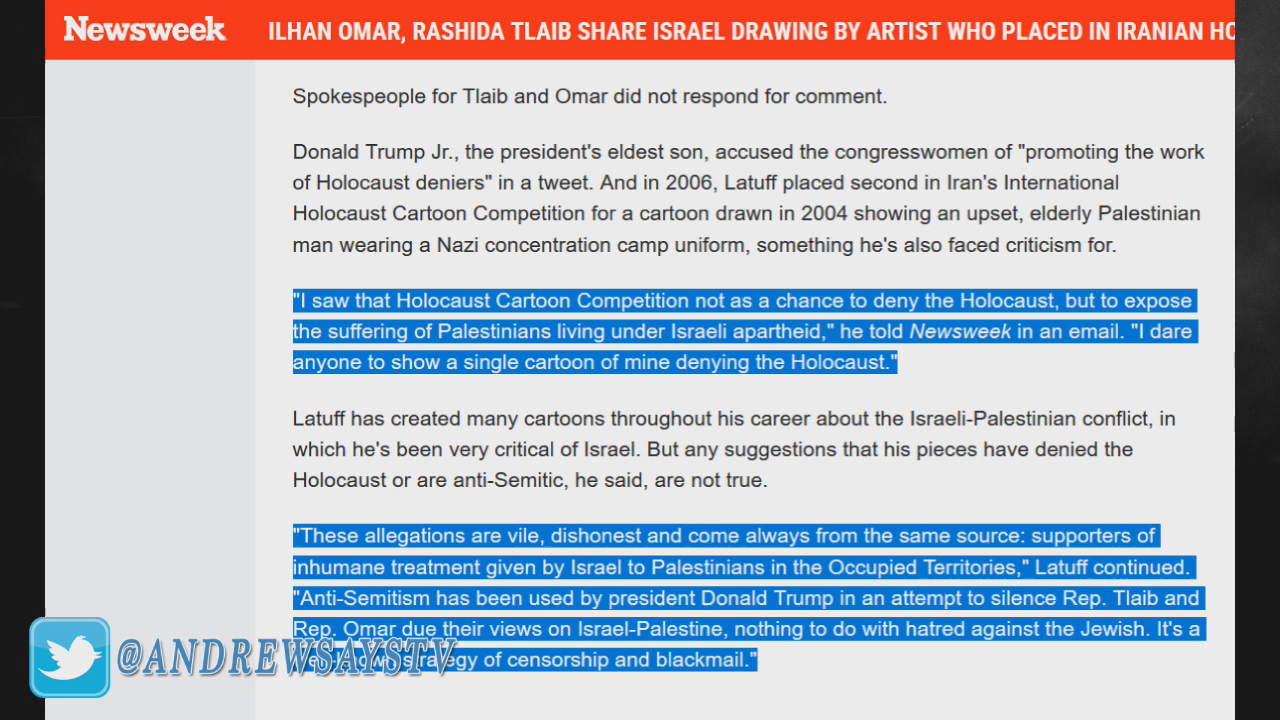 Newsweek ILHAN OMAR, RASHIDA TLAIB SHARE ISRAEL DRAWING BY ARTIST WHO PLACED IN IRANIAN
Spokespeople for Tlaib and Omar did not respond for comment.
Donald Trump Jr., the president's eldest son, accused the congresswomen of "promoting the work
of Holocaust deniers" in a tweet. And in 2006, Latuff placed second in Iran's International
Holocaust Cartoon Competition for a cartoon drawn in 2004 showing an upset, elderly Palestinian
man wearing a Nazi concentration camp uniform, something he's also faced criticism for.
"I saw that Holocaust Cartoon Competition not as a chance to deny the Holocaust, but to expose
the suffering of Palestinians living under Israeli apartheid," he told Newsweek in an email. "I dare
anyone to show a single cartoon of mine denying the Holocaust."
Latuff has created many cartoons throughout his career about the Israeli-Palestinian conflict, in
which he's been very critical of Israel. But any suggestions that his pieces have denied the
Holocaust or are anti-Semitic, he said, are not true.
"These allegations are vile, dishonest and come always from the same source: supporters of
inhumane treatment given by Israel to Palestinians in the Occupied Territories," Latuff continued.
"Anti-Semitism has been used by president Donald Trump in an attempt to silence Rep. Tlaib and
Rep. Omar due their views on Israel-Palestine, nothing to do with hatred against the Jewish. It's a
strategy of censorship and blackmail."
@ANDREWSAYSTV